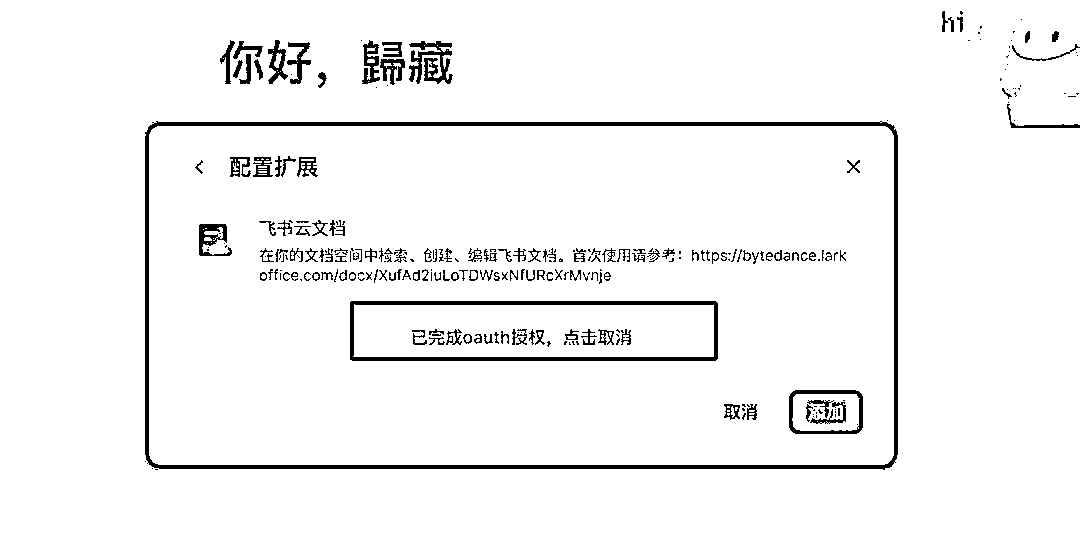 hi
你好，歸藏
配置扩展
飞书云文档
在你的文档空间中检索、创建、编辑飞书文档。首次使用请参考：https://bytedance.lark
office.com/docx/XufAd2iuLoTDWsxNfURcXrMvnje
已完成oauth授权，点击取消
取消
添加